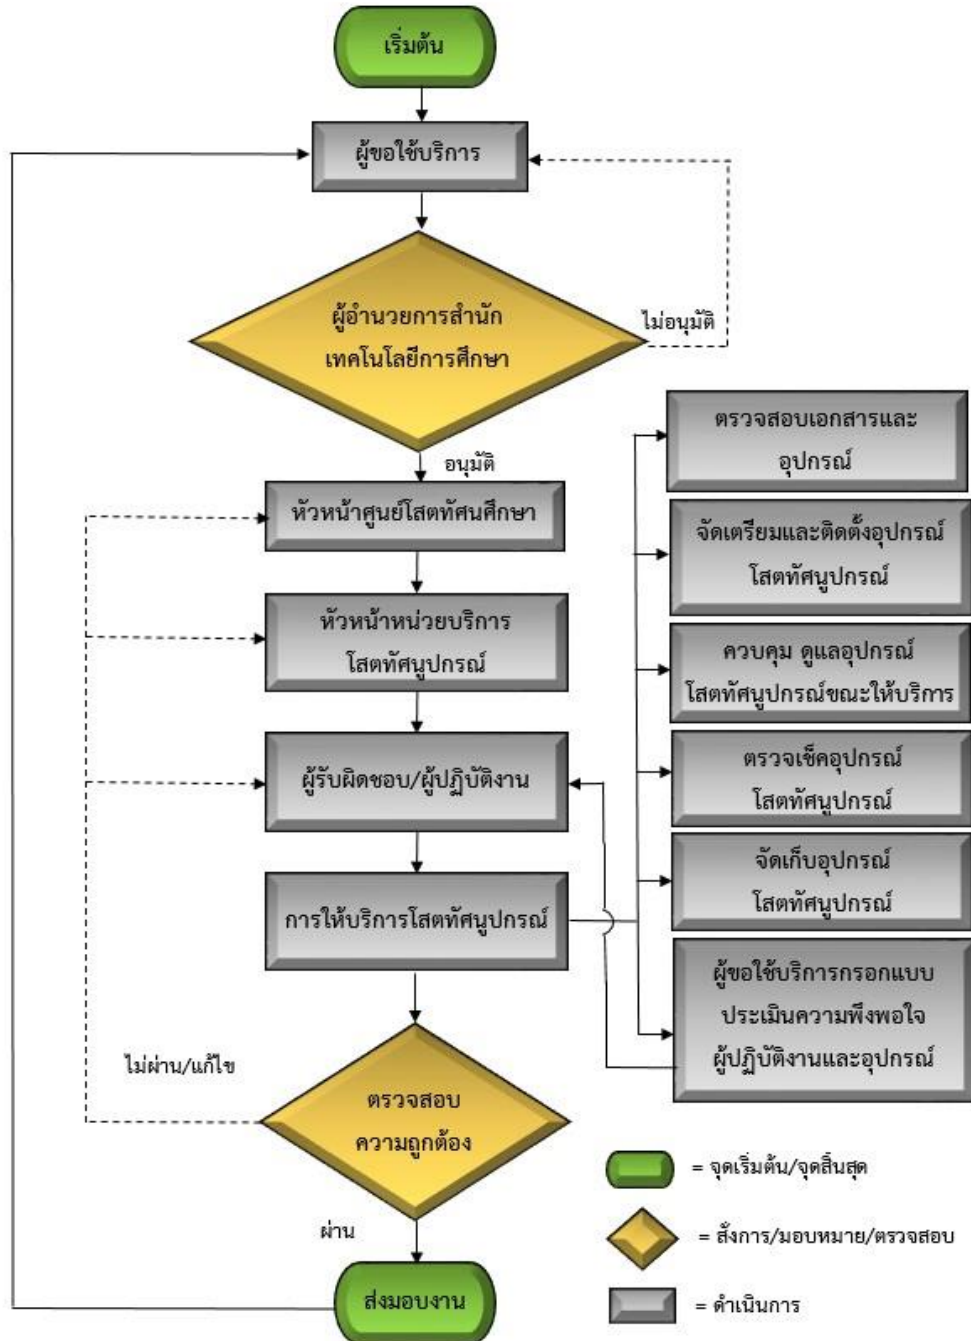 เริ่มต้น
ผู้ขอใช้บริการ
ผู้อำนวยการสำนัก
เทคโนโลยีการศึกษา
ไม่อนุมัติ
อนุมัติ
หัวหน้าศูนย์โสตทัศนศึกษา
หัวหน้าหน่วยบริการ
โสตทัศนูปกรณ์
ผู้รับผิดชอบ/ผู้ปฏิบัติงาน
การให้บริการโสตทัศนูปกรณ์
ตรวจสอบเอกสารและ
อุปกรณ์
จัดเตรียมและติดตั้งอุปกรณ์
โสตทัศนูปกรณ์
ควบคุม ดูแลอุปกรณ์
โสตทัศนูปกรณ์ขณะให้บริการ
ตรวจเช็คอุปกรณ์
โสตทัศนูปกรณ์
จัดเก็บอุปกรณ์
โสตทัศนูปกรณ์
ผู้ขอใช้บริการกรอกแบบ
ประเมินความพึงพอใจ
ผู้ปฏิบัติงานและอุปกรณ์
ไม่ผ่าน/แก้ไข
ตรวจสอบ
ความถูกต้อง
ผ่าน
ส่งมอบงาน
= จุดเริ่มต้น/จุดสิ้นสุด
= สั่งการ/มอบหมาย/ตรวจสอบ
= ดำเนินการ